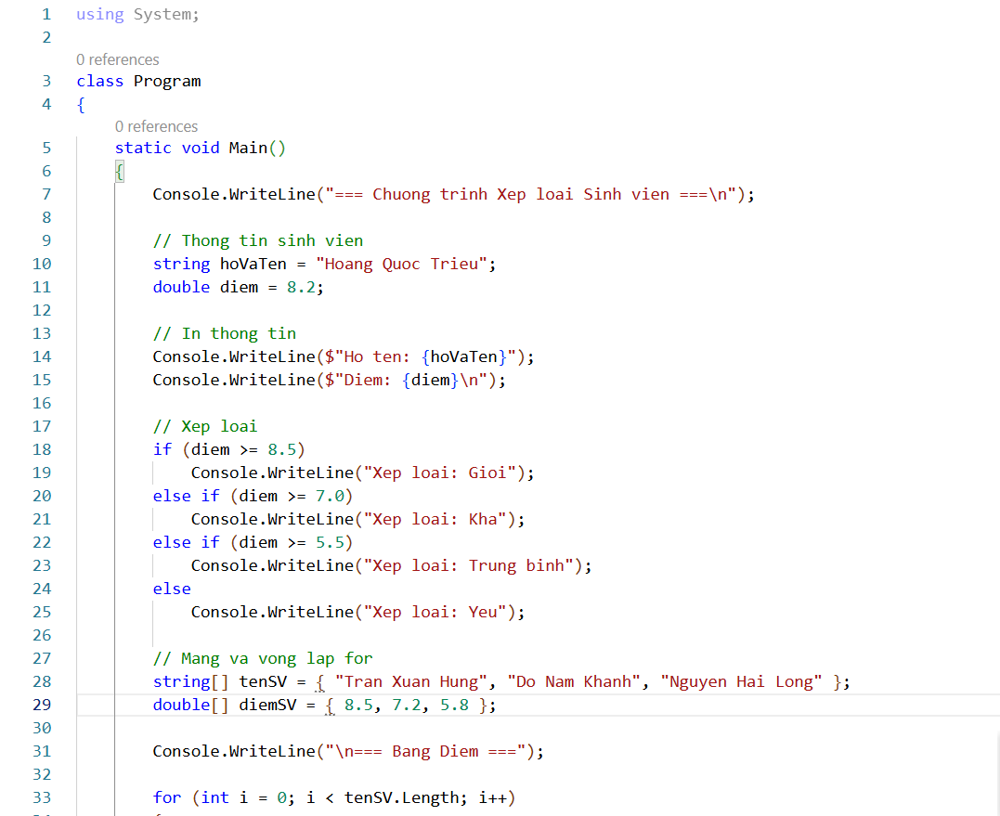 1 using System;
2
0 references
3 class Program
4 {
0 references
5 static void Main()
6 {
7 Console.WriteLine("=== Chuong trinh Xep loai Sinh vien ===\n");
8
9 // Thong tin sinh vien
10 string hoVaTen = "Hoang Quoc Trieu";
11 double diem = 8.2;
12
13 // In thong tin
14 Console.WriteLine($"Ho ten: {hoVaTen}");
15 Console.WriteLine($"Diem: {diem}\n");
16
17 // Xep loai
18 if (diem >= 8.5)
19 Console.WriteLine("Xep loai: Gioi");
20 else if (diem >= 7.0)
21 Console.WriteLine("Xep loai: Kha");
22 else if (diem >= 5.5)
23 Console.WriteLine("Xep loai: Trung binh");
24 else
25 Console.WriteLine("Xep loai: Yeu");
26
27 // Mang va vong lap for
28 string[] tenSV = { "Tran Xuan Hung", "Do Nam Khanh", "Nguyen Hai Long" };
29 double[] diemSV = { 8.5, 7.2, 5.8 };
30
31 Console.WriteLine("\n=== Bang Diem ===");
32
33 for (int i = 0; i < tenSV.Length; i++)